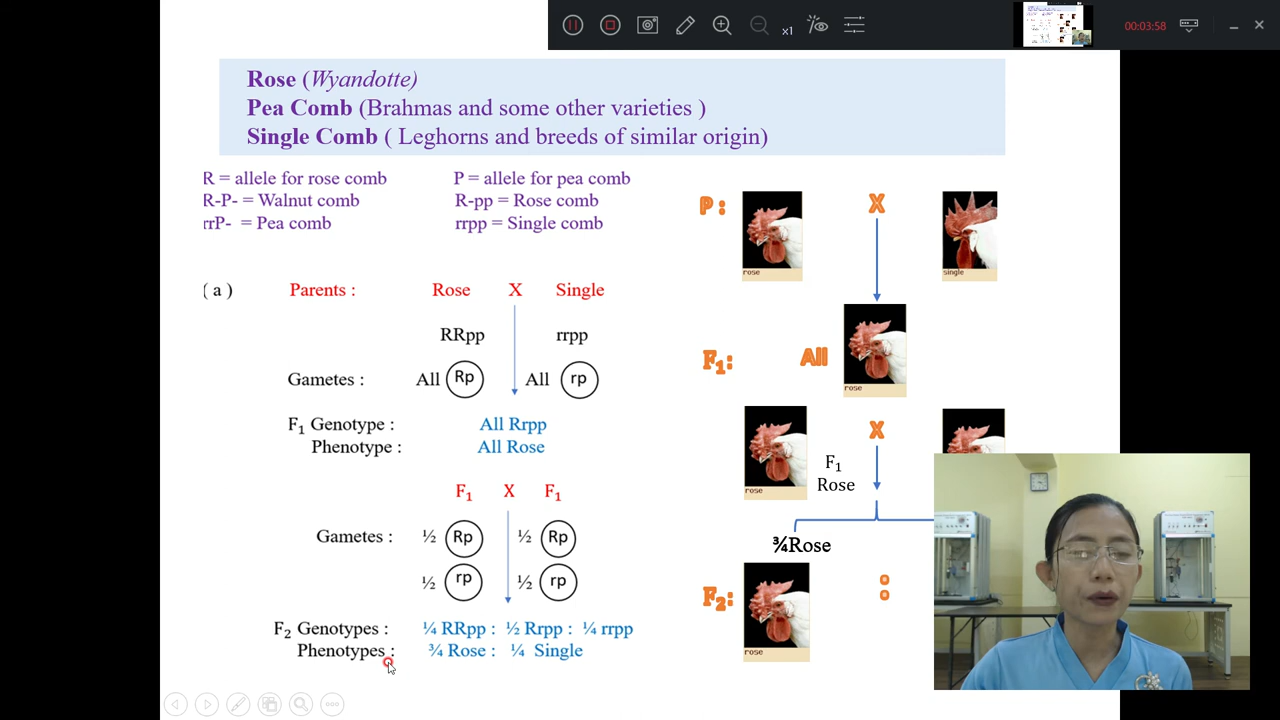 x1
00:03:58
Rose (Wyandotte)
Pea Comb (Brahmas and some other varieties )
Single Comb ( Leghorns and breeds of similar origin)
R = allele for rose comb P = allele for pea comb
R-P- = Walnut comb R-pp = Rose comb
rrP- = Pea comb rrpp = Single comb
( a ) Parents : Rose X Single
RRpp rrpp
Gametes : All Rp All rp
F₁ Genotype : All Rrpp
Phenotype : All Rose
F₁ X F₁
Gametes : ½ Rp ½ Rp
½ rp ½ rp
F₂ Genotypes : ¼ RRpp : ½ Rrpp : ¼ rrpp
Phenotypes : ¾ Rose : ¼ Single
P : X
rose single
F₁: All
rose
X
F₁
Rose
rose
¾Rose
F₂: :
rose